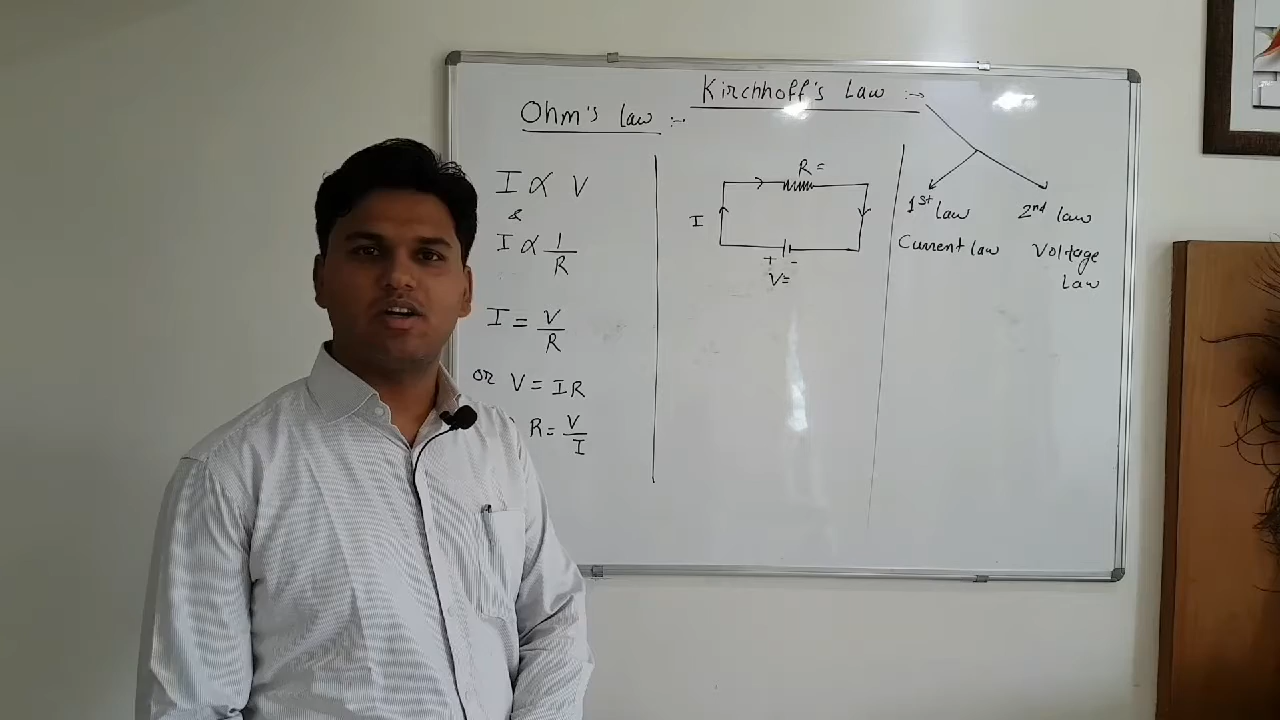 Kirchhoff's Law :→
Ohm's law :-
I ∝ V
&
I ∝ 1/R
I = V/R
or V = IR
R = V/I
R =
I
+ -
V=
1st law
Current law
2nd law
Voltage
law